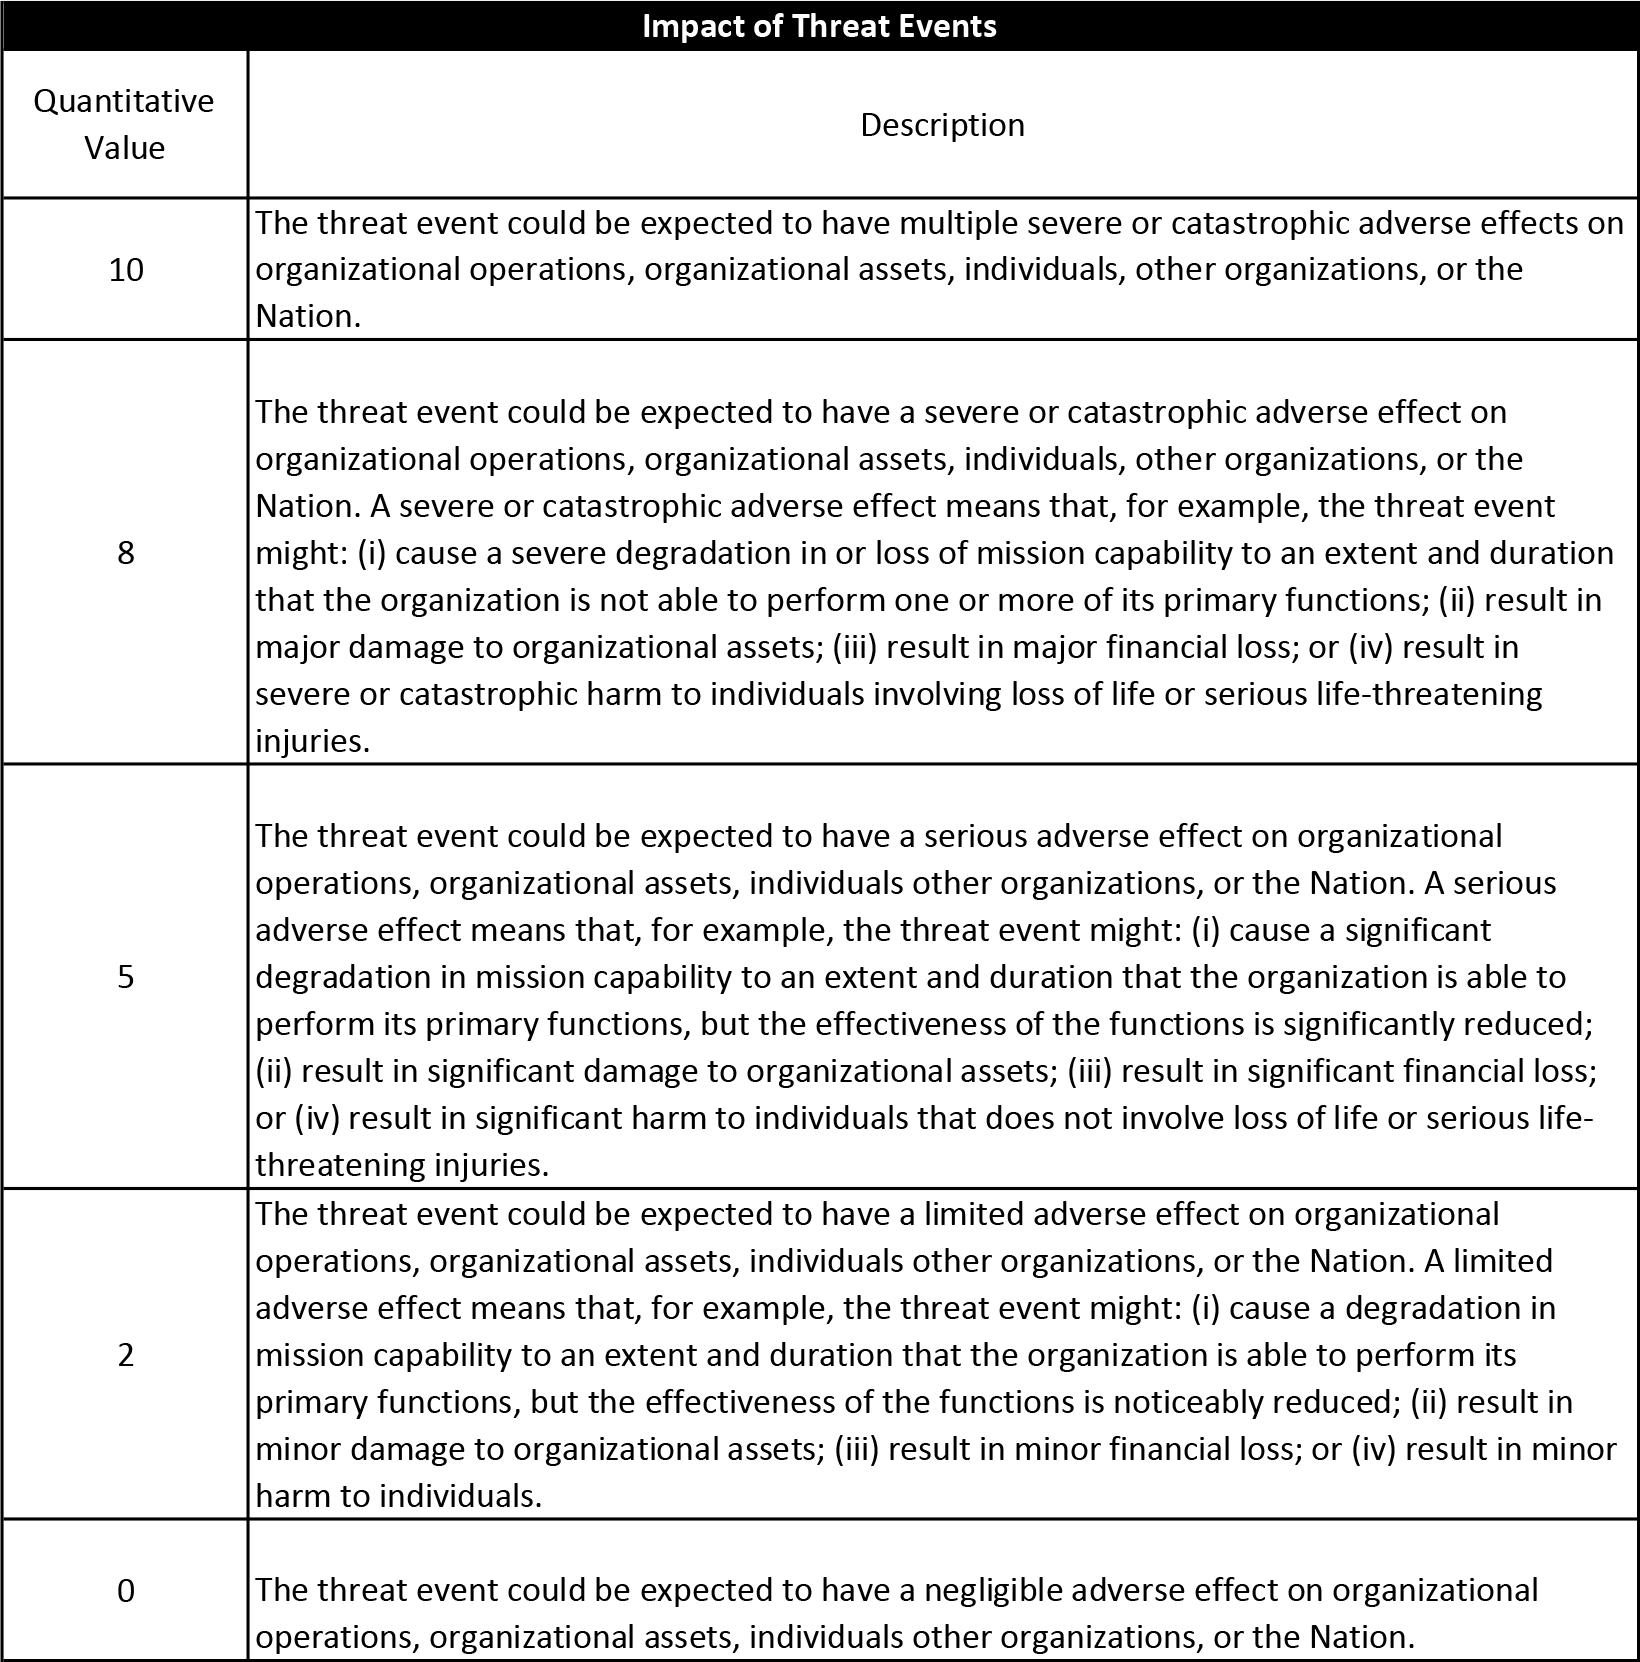 Impact of Threat Events
Quantitative
Value
Description
10
The threat event could be expected to have multiple severe or catastrophic adverse effects on
organizational operations, organizational assets, individuals, other organizations, or the
Nation.
8
The threat event could be expected to have a severe or catastrophic adverse effect on
organizational operations, organizational assets, individuals, other organizations, or the
Nation. A severe or catastrophic adverse effect means that, for example, the threat event
might: (i) cause a severe degradation in or loss of mission capability to an extent and duration
that the organization is not able to perform one or more of its primary functions; (ii) result in
major damage to organizational assets; (iii) result in major financial loss; or (iv) result in
severe or catastrophic harm to individuals involving loss of life or serious life-threatening
injuries.
5
The threat event could be expected to have a serious adverse effect on organizational
operations, organizational assets, individuals other organizations, or the Nation. A serious
adverse effect means that, for example, the threat event might: (i) cause a significant
degradation in mission capability to an extent and duration that the organization is able to
perform its primary functions, but the effectiveness of the functions is significantly reduced;
(ii) result in significant damage to organizational assets; (iii) result in significant financial loss;
or (iv) result in significant harm to individuals that does not involve loss of life or serious life-
threatening injuries.
2
The threat event could be expected to have a limited adverse effect on organizational
operations, organizational assets, individuals other organizations, or the Nation. A limited
adverse effect means that, for example, the threat event might: (i) cause a degradation in
mission capability to an extent and duration that the organization is able to perform its
primary functions, but the effectiveness of the functions is noticeably reduced; (ii) result in
minor damage to organizational assets; (iii) result in minor financial loss; or (iv) result in minor
harm to individuals.
0
The threat event could be expected to have a negligible adverse effect on organizational
operations, organizational assets, individuals other organizations, or the Nation.